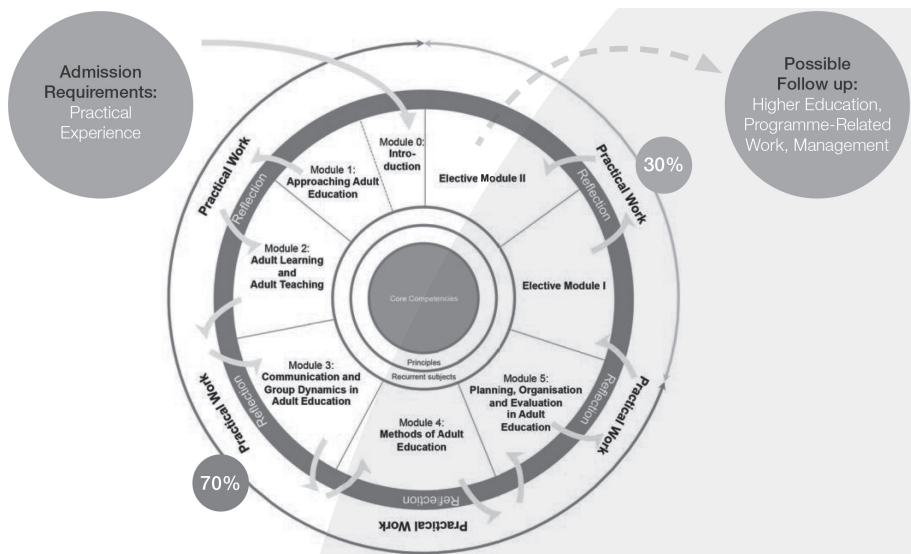 Admission
Requirements:
Practical
Experience
Possible
Follow up:
Higher Education,
Programme-Related
Work, Management
30%
70%
Module 0:
Intro-
duction
Module 1:
Approaching Adult
Education
Module 2:
Adult Learning
and
Adult Teaching
Module 3:
Communication and
Group Dynamics in
Adult Education
Module 4:
Methods of Adult
Education
Module 5:
Planning, Organisation
and Evaluation
in Adult
Education
Elective Module I
Elective Module II
Core Competencies
Principles
Recurrent subjects
Reflection
Reflection
Reflection
Reflection
Reflection
Practical Work
Practical Work
Practical Work
Practical Work
Practical Work